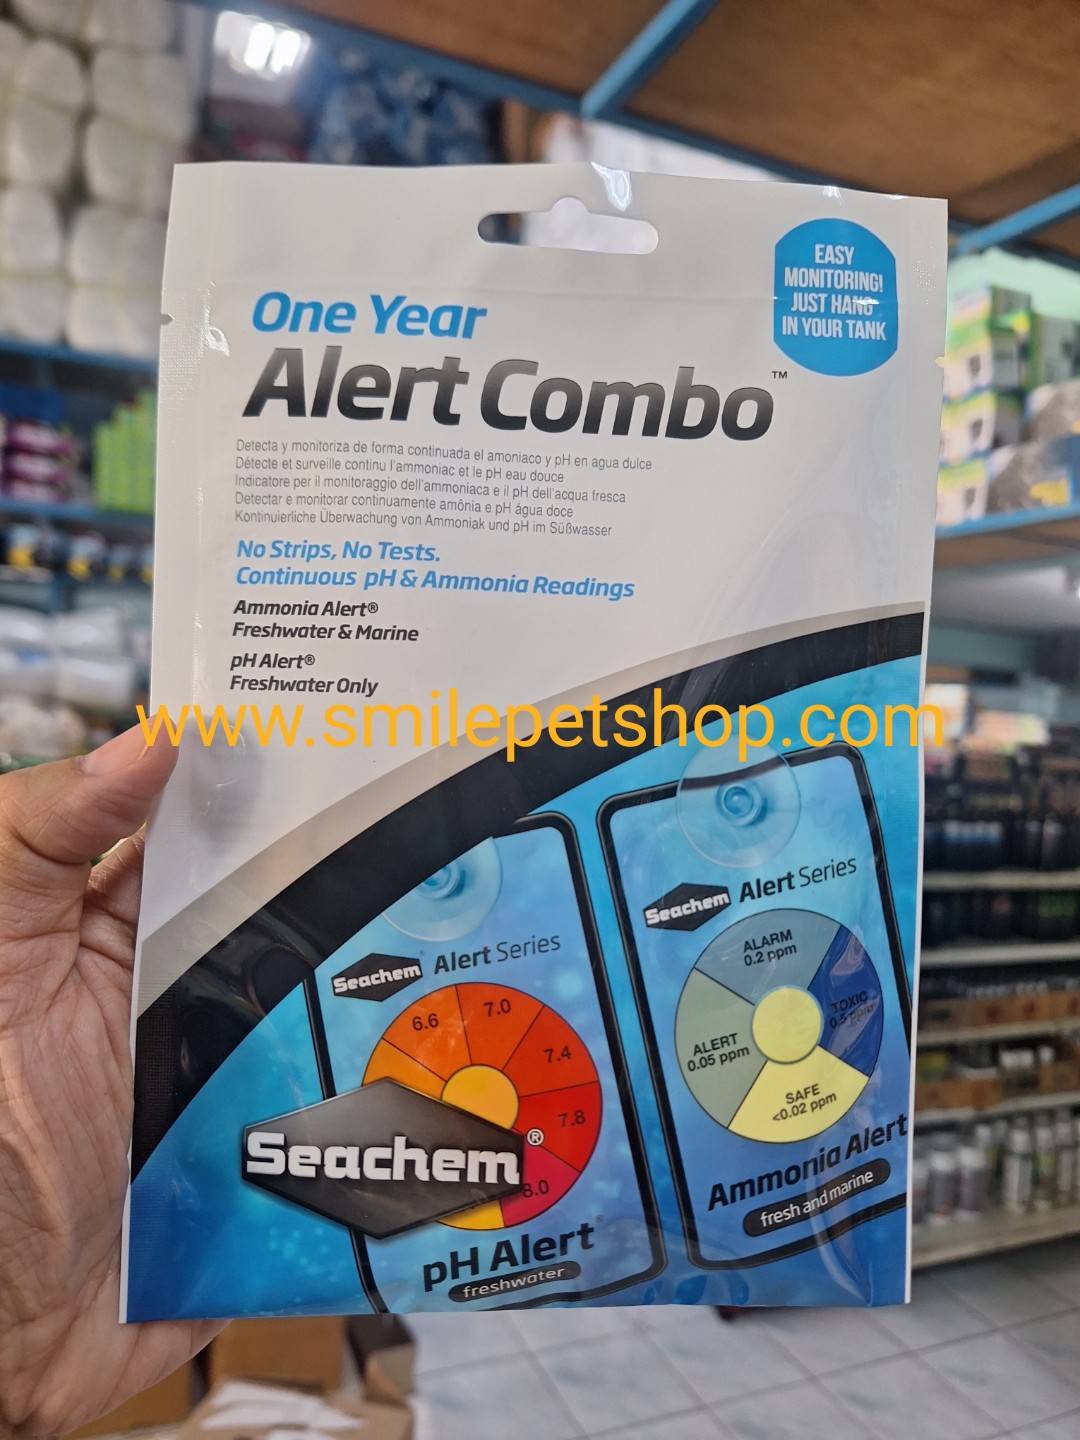 EASY
MONITORING!
JUST HANG
IN YOUR TANK
One Year
Alert Combo™
Detecta y monitoriza de forma continuada el amoniaco y pH en agua dulce
Détecte et surveille continu l'ammoniac et le pH eau douce
Indicatore per il monitoraggio dell'ammoniaca e il pH dell'acqua fresca
Detectar e monitorar continuamente amônia e pH água doce
Kontinuierliche Überwachung von Ammoniak und pH im Süßwasser
No Strips, No Tests.
Continuous pH & Ammonia Readings
Ammonia Alert®
Freshwater & Marine
pH Alert®
Freshwater Only
www.smilepetshop.com
Seachem® Alert Series
6.6
7.0
7.4
7.8
8.0
Seachem®
pH Alert®
freshwater
Seachem Alert Series
ALARM
0.2 ppm
TOXIC
0.5 ppm
ALERT
0.05 ppm
SAFE
<0.02 ppm
Ammonia Alert
fresh and marine